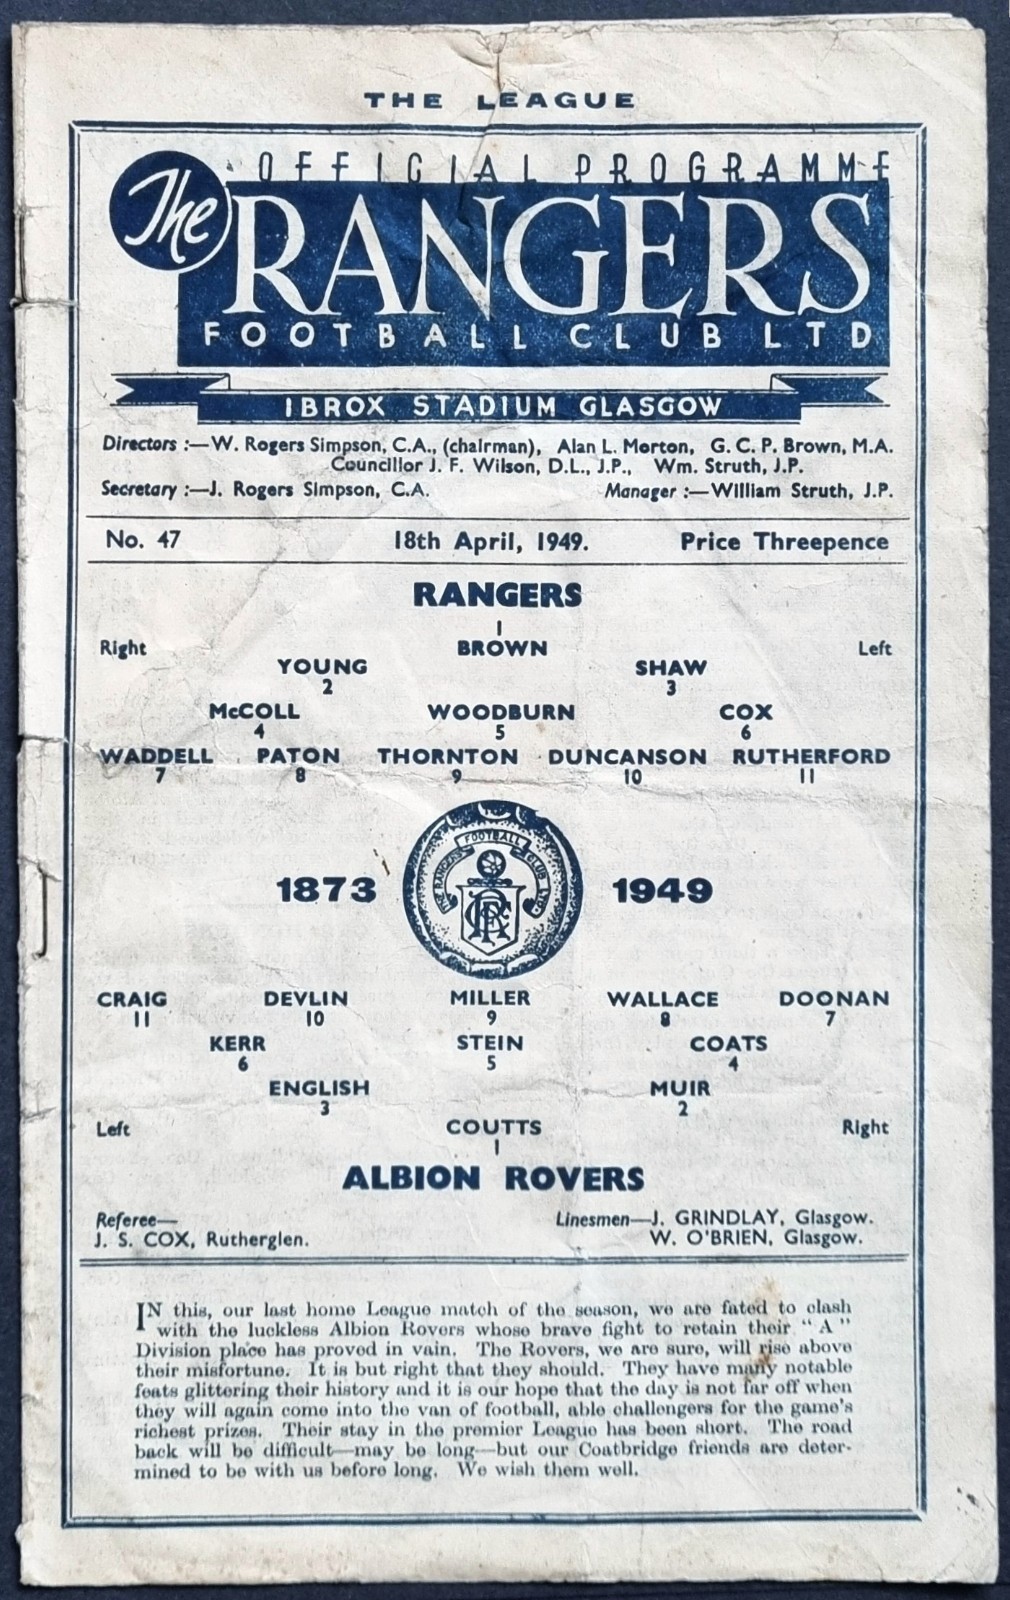 THE LEAGUE
OFFICIAL PROGRAMME
The
RANGERS
FOOTBALL CLUB LTD
IBROX STADIUM GLASGOW
Directors :—W. Rogers Simpson, C.A., (chairman), Alan L. Morton, G. C. P. Brown, M.A.
Councillor J. F. Wilson, D.L., J.P., Wm. Struth, J.P.
Secretary :—J. Rogers Simpson, C.A. Manager :—William Struth, J.P.
No. 47 18th April, 1949. Price Threepence
RANGERS
1
Right BROWN Left
YOUNG SHAW
2 3
McCOLL WOODBURN COX
4 5 6
WADDELL PATON THORNTON DUNCANSON RUTHERFORD
7 8 9 10 11
THE RANGERS FOOTBALL CLUB LTD.
1873 1949
CRAIG DEVLIN MILLER WALLACE DOONAN
11 10 9 8 7
KERR STEIN COATS
6 5 4
ENGLISH MUIR
3 2
Left COUTTS Right
1
ALBION ROVERS
Referee— Linesmen—J. GRINDLAY, Glasgow.
J. S. COX, Rutherglen. W. O'BRIEN, Glasgow.
IN this, our last home League match of the season, we are fated to clash
with the luckless Albion Rovers whose brave fight to retain their "A"
Division place has proved in vain. The Rovers, we are sure, will rise above
their misfortune. It is but right that they should. They have many notable
feats glittering their history and it is our hope that the day is not far off when
they will again come into the van of football, able challengers for the game's
richest prizes. Their stay in the premier League has been short. The road
back will be difficult—may be long—but our Coatbridge friends are deter-
mined to be with us before long. We wish them well.